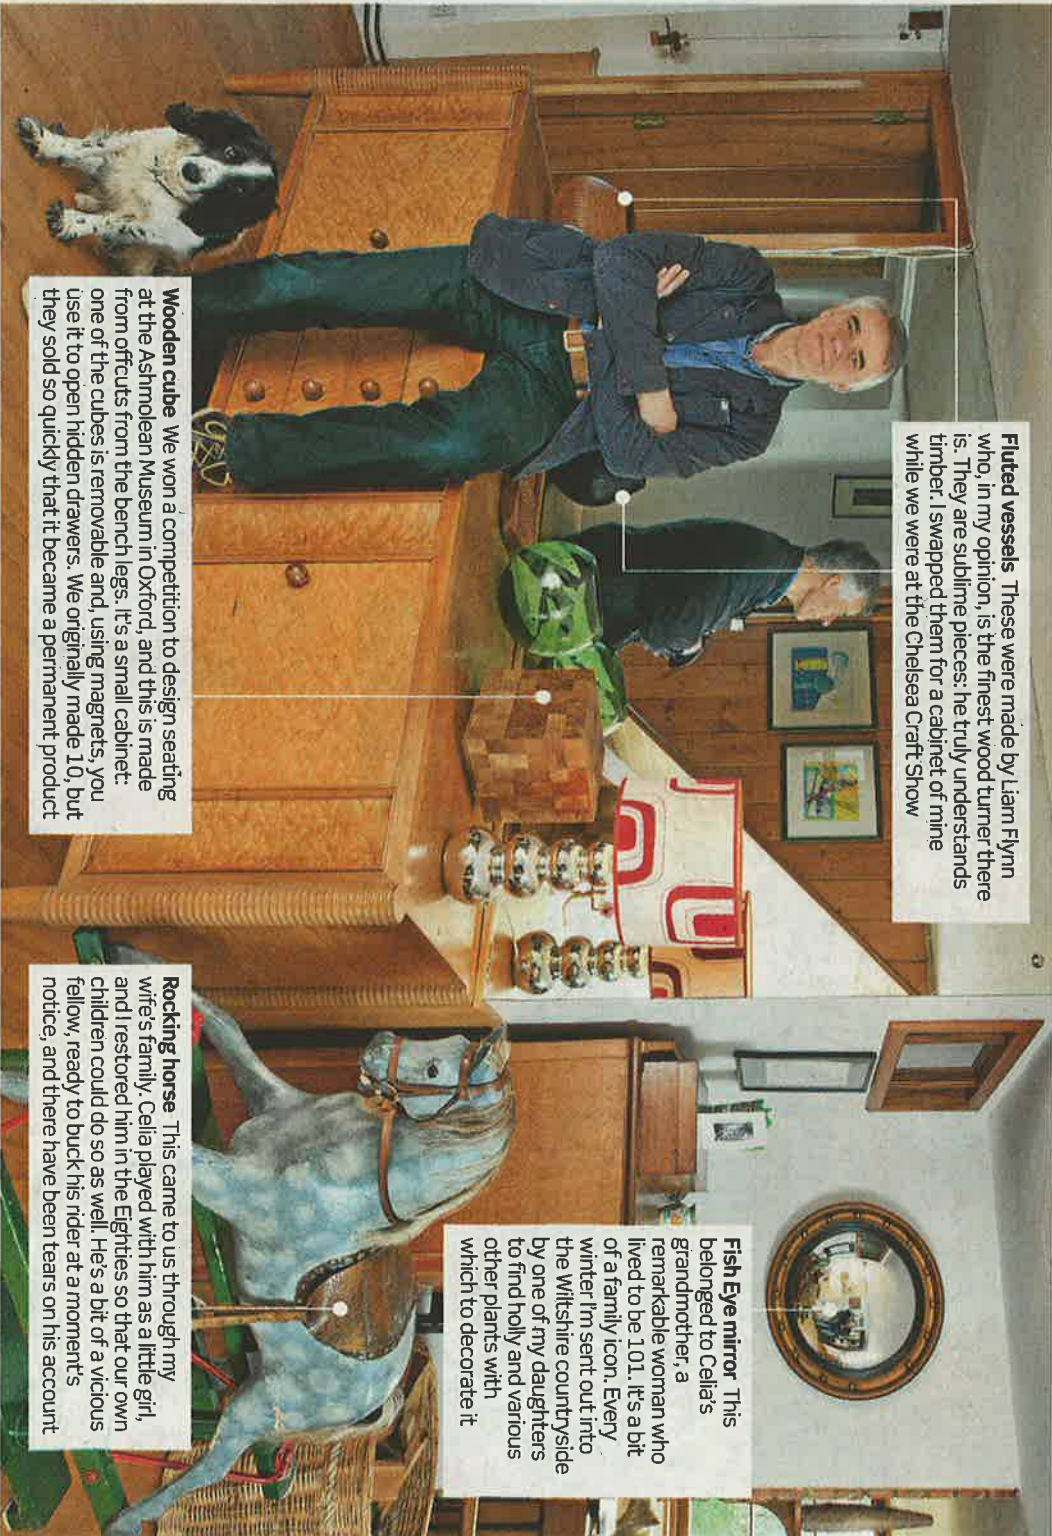 Fluted vessels These were made by Liam Flynn
who, in my opinion, is the finest wood turner there
is. They are sublime pieces: he truly understands
timber. I swapped them for a cabinet of mine
while we were at the Chelsea Craft Show
Wooden cube We won a competition to design seating
at the Ashmolean Museum in Oxford, and this is made
from offcuts from the bench legs. It's a small cabinet:
one of the cubes is removable and, using magnets, you
use it to open hidden drawers. We originally made 10, but
they sold so quickly that it became a permanent product
Fish Eye mirror This
belonged to Celia's
grandmother, a
remarkable woman who
lived to be 101. It's a bit
of a family icon. Every
winter I'm sent out into
the Wiltshire countryside
by one of my daughters
to find holly and various
other plants with
which to decorate it
Rocking horse This came to us through my
wife's family. Celia played with him as a little girl,
and I restored him in the Eighties so that our own
children could do so as well. He's a bit of a vicious
fellow, ready to buck his rider at a moment's
notice, and there have been tears on his account